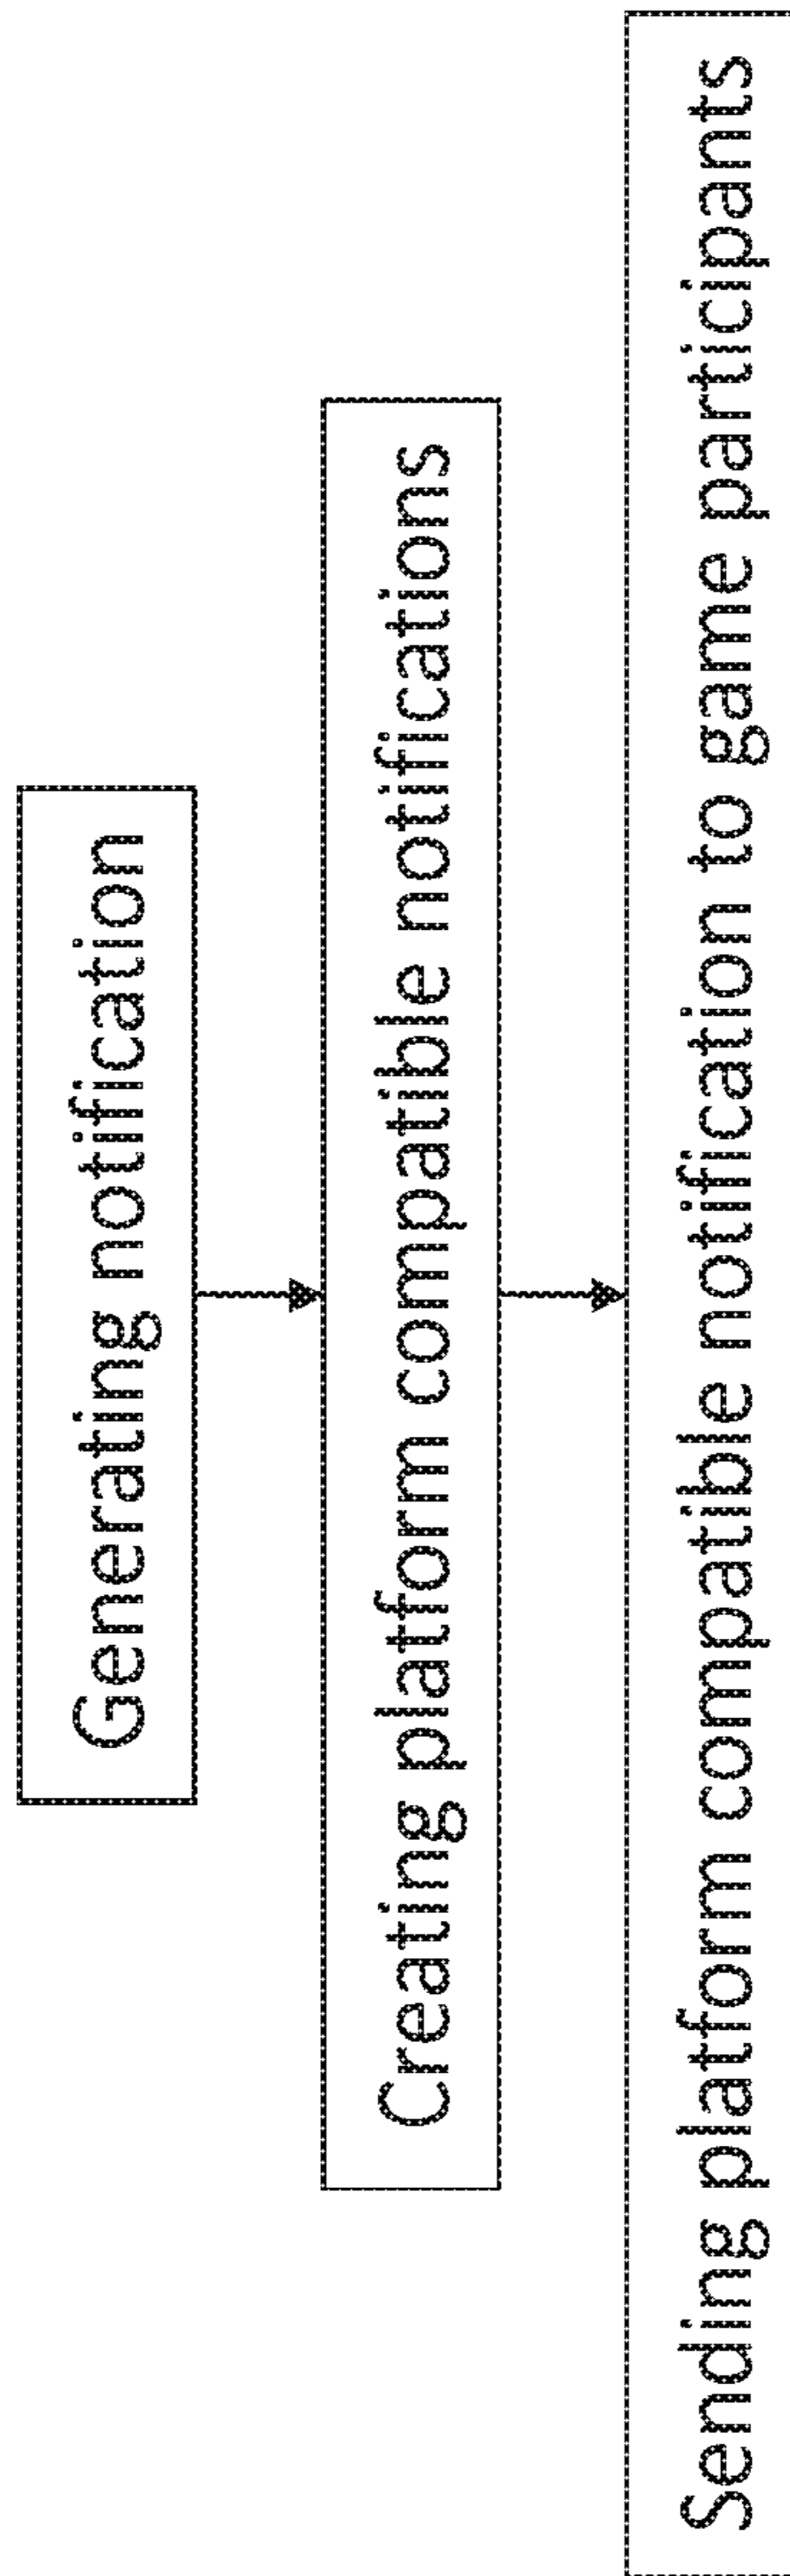 Generating notification
Creating platform compatible notifications
Sending platform compatible notification to game participants